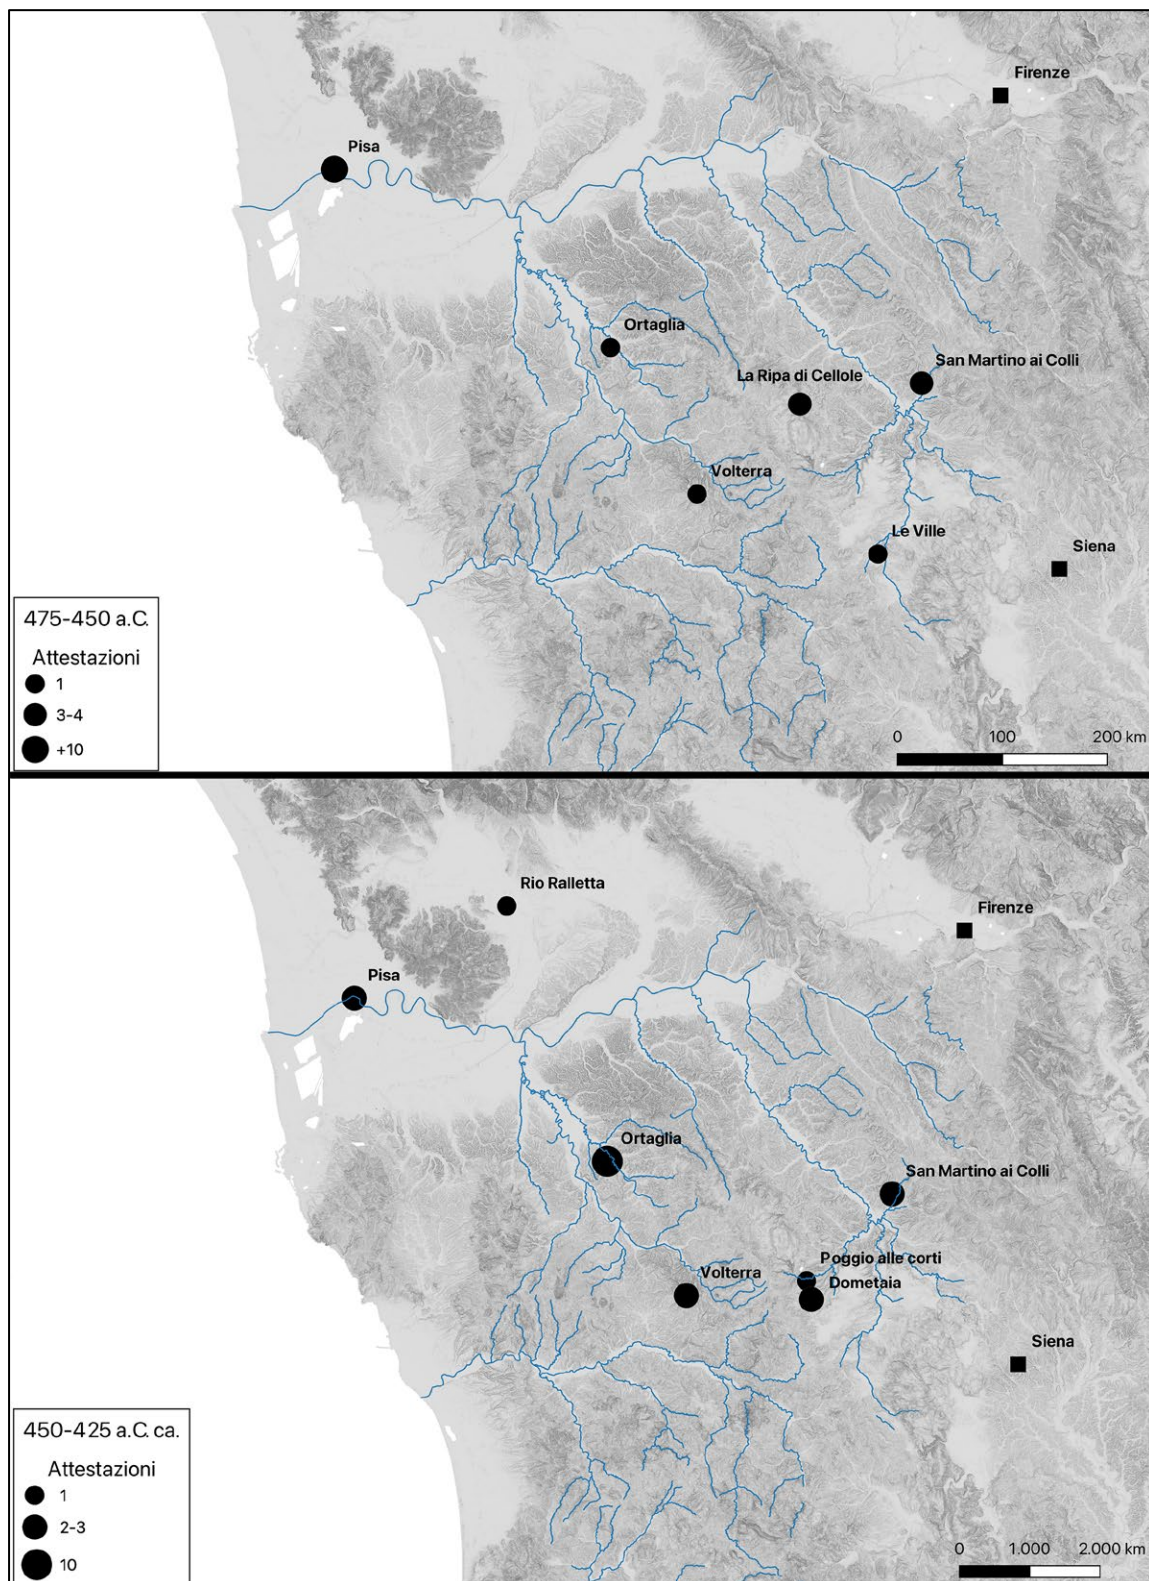 Firenze
Pisa
Ortaglia
San Martino ai Colli
La Ripa di Cellole
Volterra
Le Ville
Siena
475-450 a.C.
Attestazioni
1
3-4
+10
0 100 200 km
Rio Ralletta
Firenze
Pisa
Ortaglia
San Martino ai Colli
Poggio alle corti
Volterra
Dometaia
Siena
450-425 a.C. ca.
Attestazioni
1
2-3
10
0 1.000 2.000 km